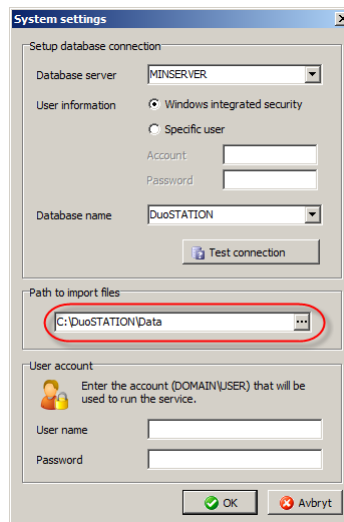 System settings
Setup database connection
Database server
MINSERVER
User information
Windows integrated security
Specific user
Account
Password
Database name
DuoSTATION
Test connection
Path to import files
C:\DuoSTATION\Data
...
User account
Enter the account (DOMAIN\USER) that will be
used to run the service.
User name
Password
OK
Avbryt